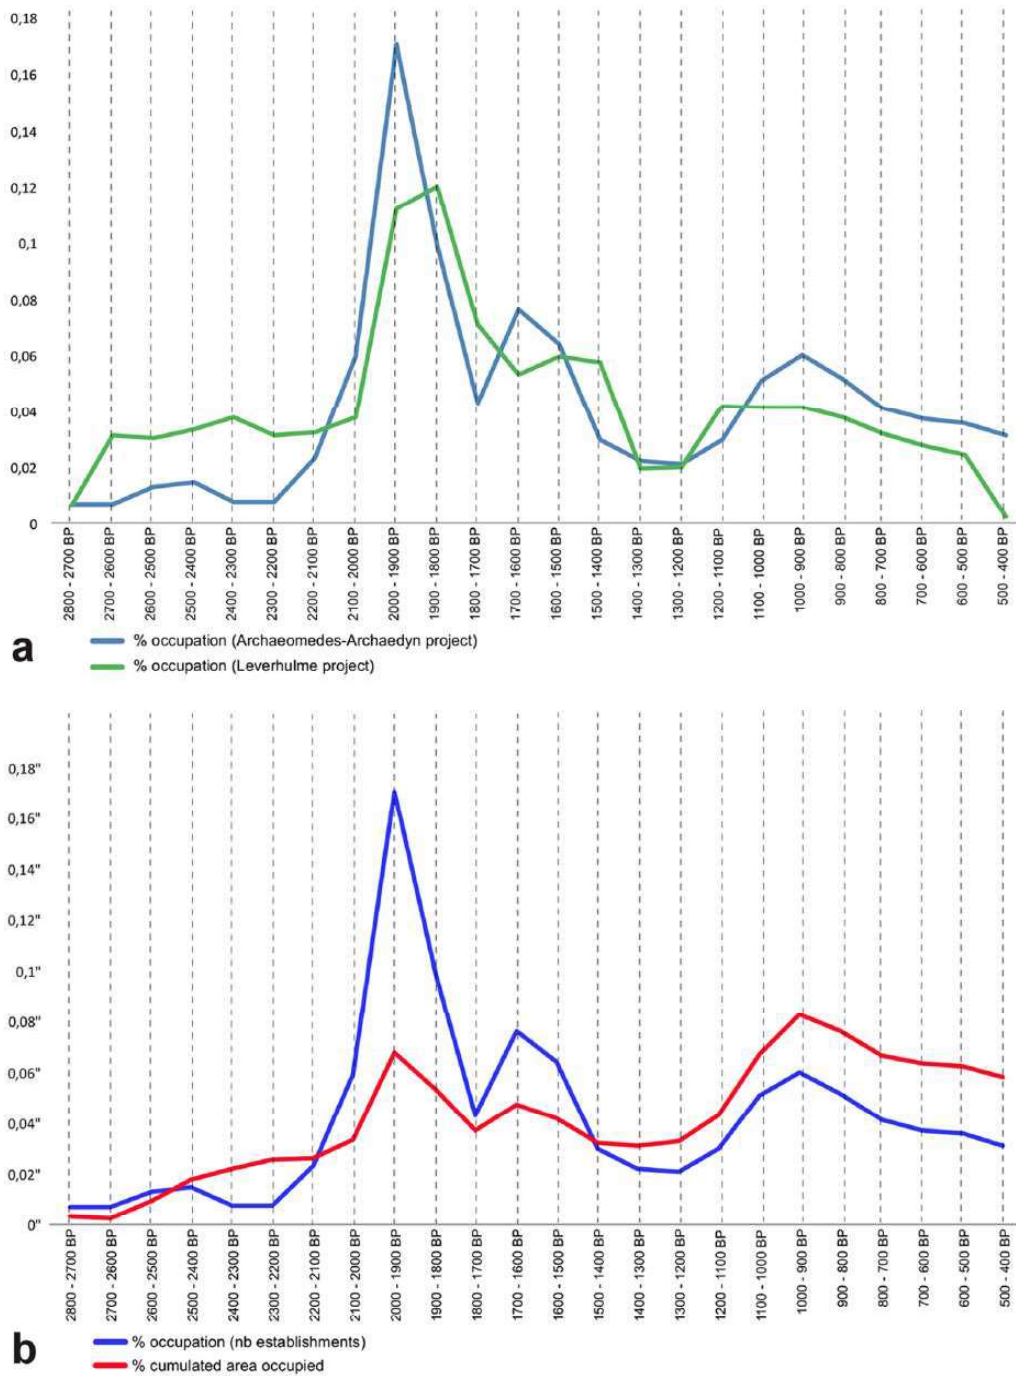 0,18
0,16
0,14
0,12
0,1
0,08
0,06
0,04
0,02
0
2800 - 2700 BP
2700 - 2600 BP
2600 - 2500 BP
2500 - 2400 BP
2400 - 2300 BP
2300 - 2200 BP
2200 - 2100 BP
2100 - 2000 BP
2000 - 1900 BP
1900 - 1800 BP
1800 - 1700 BP
1700 - 1600 BP
1600 - 1500 BP
1500 - 1400 BP
1400 - 1300 BP
1300 - 1200 BP
1200 - 1100 BP
1100 - 1000 BP
1000 - 900 BP
900 - 800 BP
800 - 700 BP
700 - 600 BP
600 - 500 BP
500 - 400 BP
a
% occupation (Archaeomedes-Archaedyn project)
% occupation (Leverhulme project)
0,18"
0,16"
0,14"
0,12"
0,1"
0,08"
0,06"
0,04"
0,02"
0"
2800 - 2700 BP
2700 - 2600 BP
2600 - 2500 BP
2500 - 2400 BP
2400 - 2300 BP
2300 - 2200 BP
2200 - 2100 BP
2100 - 2000 BP
2000 - 1900 BP
1900 - 1800 BP
1800 - 1700 BP
1700 - 1600 BP
1600 - 1500 BP
1500 - 1400 BP
1400 - 1300 BP
1300 - 1200 BP
1200 - 1100 BP
1100 - 1000 BP
1000 - 900 BP
900 - 800 BP
800 - 700 BP
700 - 600 BP
600 - 500 BP
500 - 400 BP
b
% occupation (nb establishments)
% cumulated area occupied